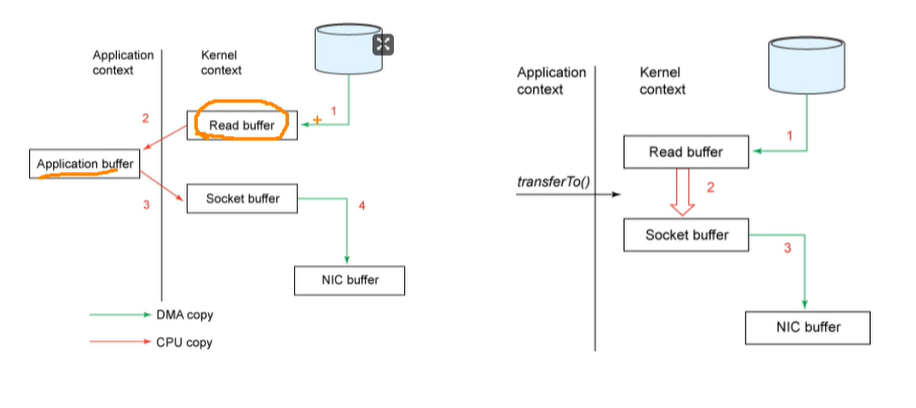 Application
context
Kernel
context
1
2
Read buffer
Application buffer
3
Socket buffer
4
NIC buffer
DMA copy
CPU copy
Application
context
Kernel
context
1
Read buffer
transferTo()
2
Socket buffer
3
NIC buffer